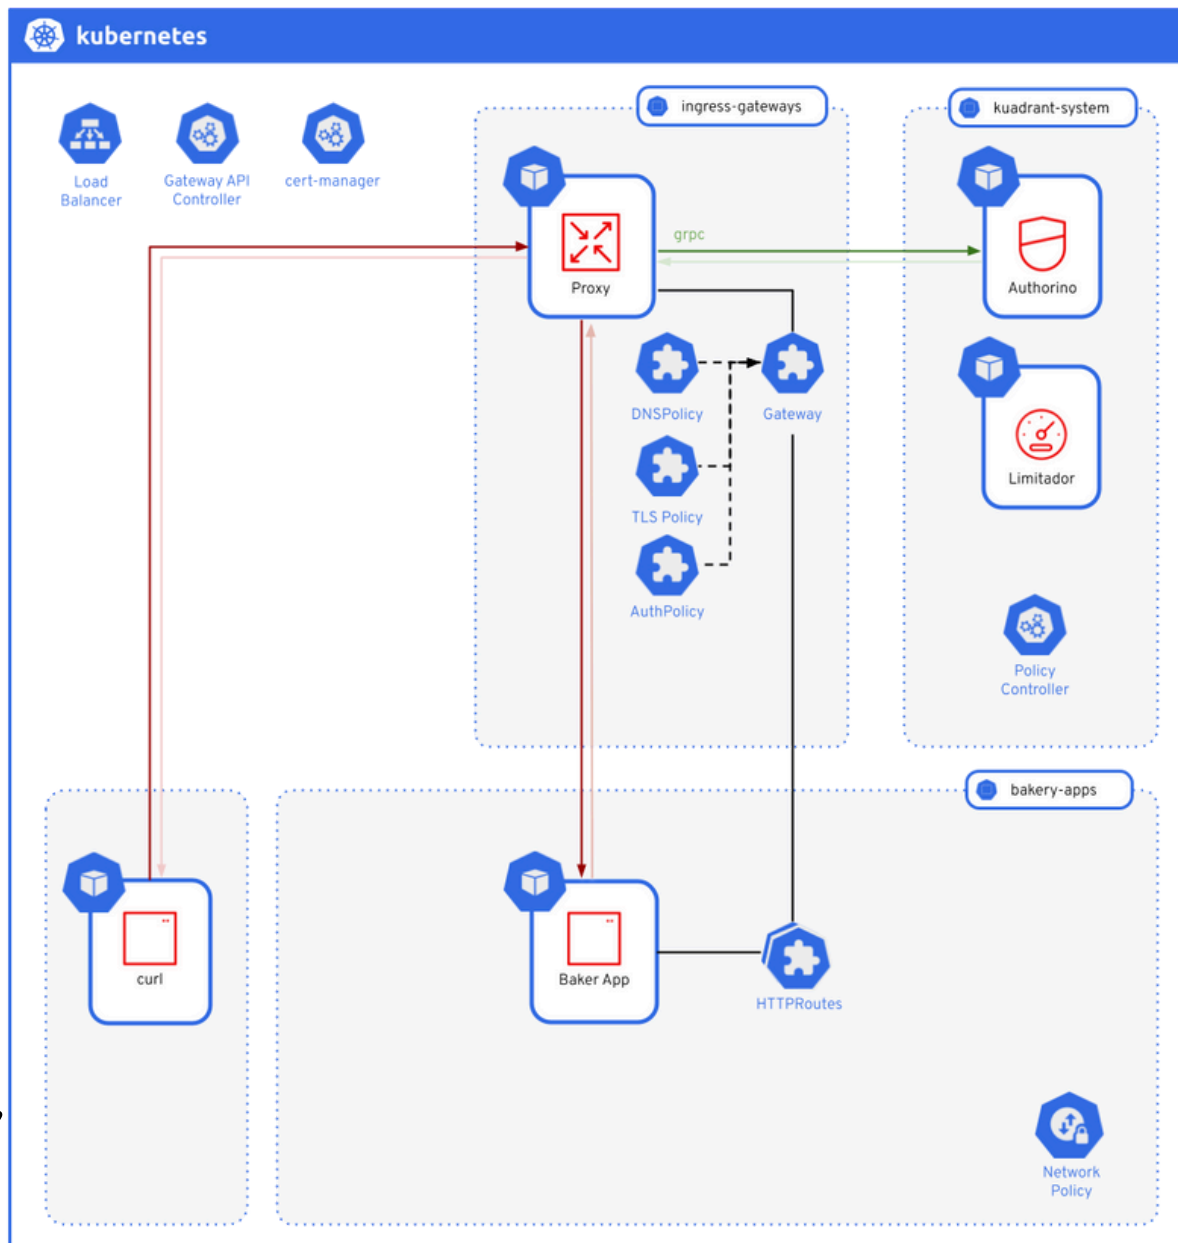 kubernetes
ingress-gateways
kuadrant-system
Load
Balancer
Gateway API
Controller
cert-manager
grpc
Proxy
Authorino
DNSPolicy
Gateway
TLS Policy
AuthPolicy
Limitador
Policy
Controller
bakery-apps
curl
Baker App
HTTPRoutes
Network
Policy